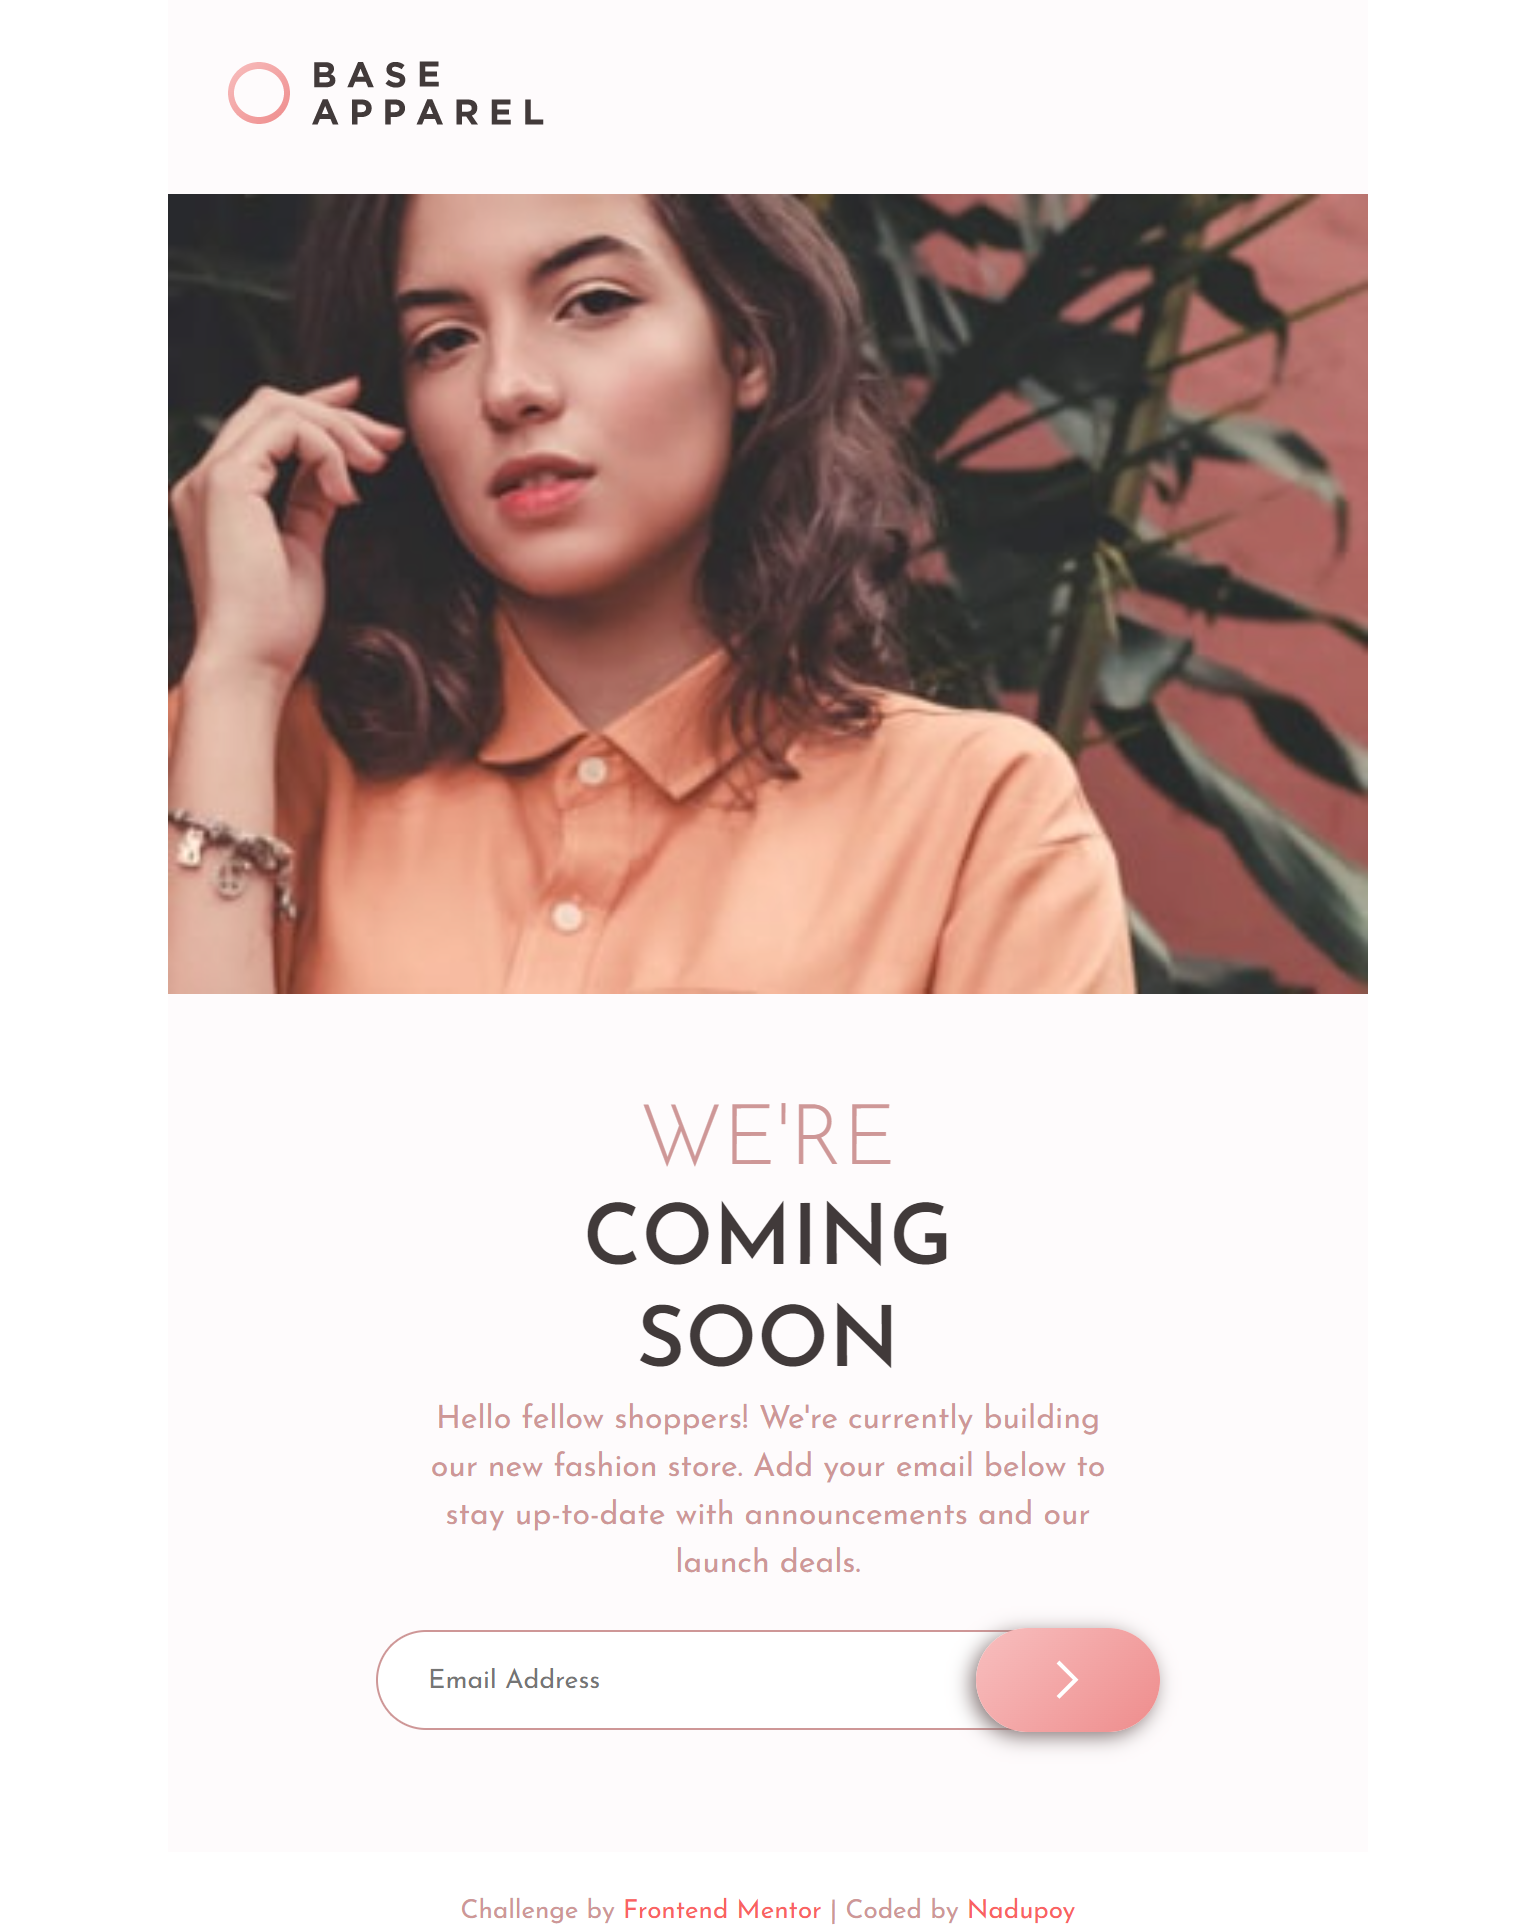 BASE
APPAREL
WE'RE
COMING
SOON
Hello fellow shoppers! We're currently building
our new fashion store. Add your email below to
stay up-to-date with announcements and our
launch deals.
Email Address
Challenge by Frontend Mentor | Coded by Nadupoy